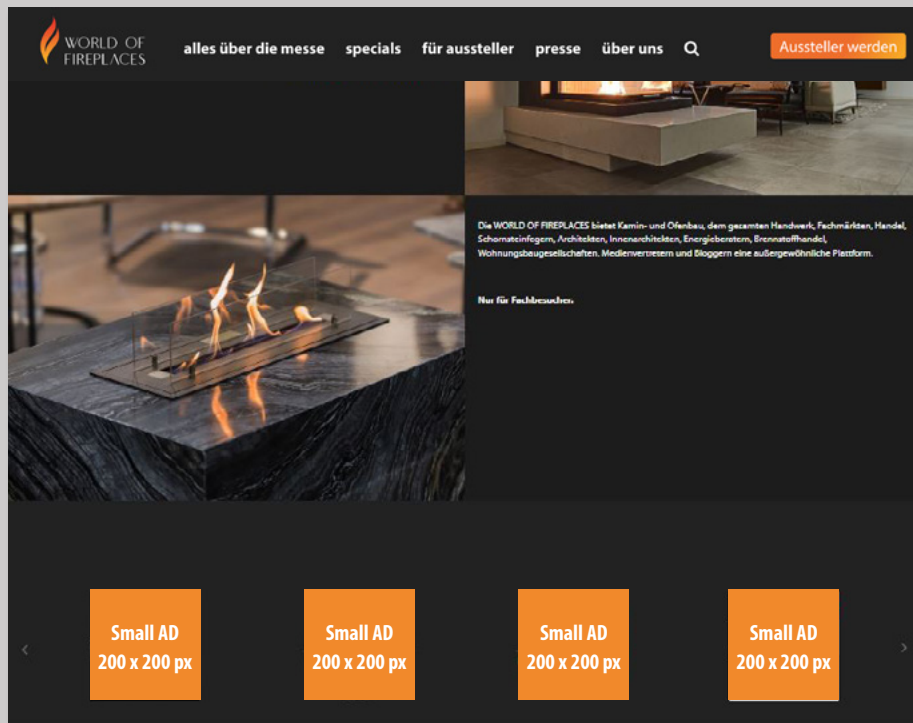 WORLD OF
FIREPLACES
alles über die messe specials für aussteller presse über uns
Aussteller werden
Die WORLD OF FIREPLACES bietet Kamin- und Ofenbau, dem gesamten Handwerk, Fachmärkten, Handel,
Schornsteinfegern, Architekten, Innenarchitekten, Energieberatern, Brennstoffhandel,
Wohnungsbaugesellschaften, Medienvertretern und Bloggern eine außergewöhnliche Plattform.
Nur für Fachbesucher.
Small AD Small AD Small AD Small AD
200 x 200 px 200 x 200 px 200 x 200 px 200 x 200 px